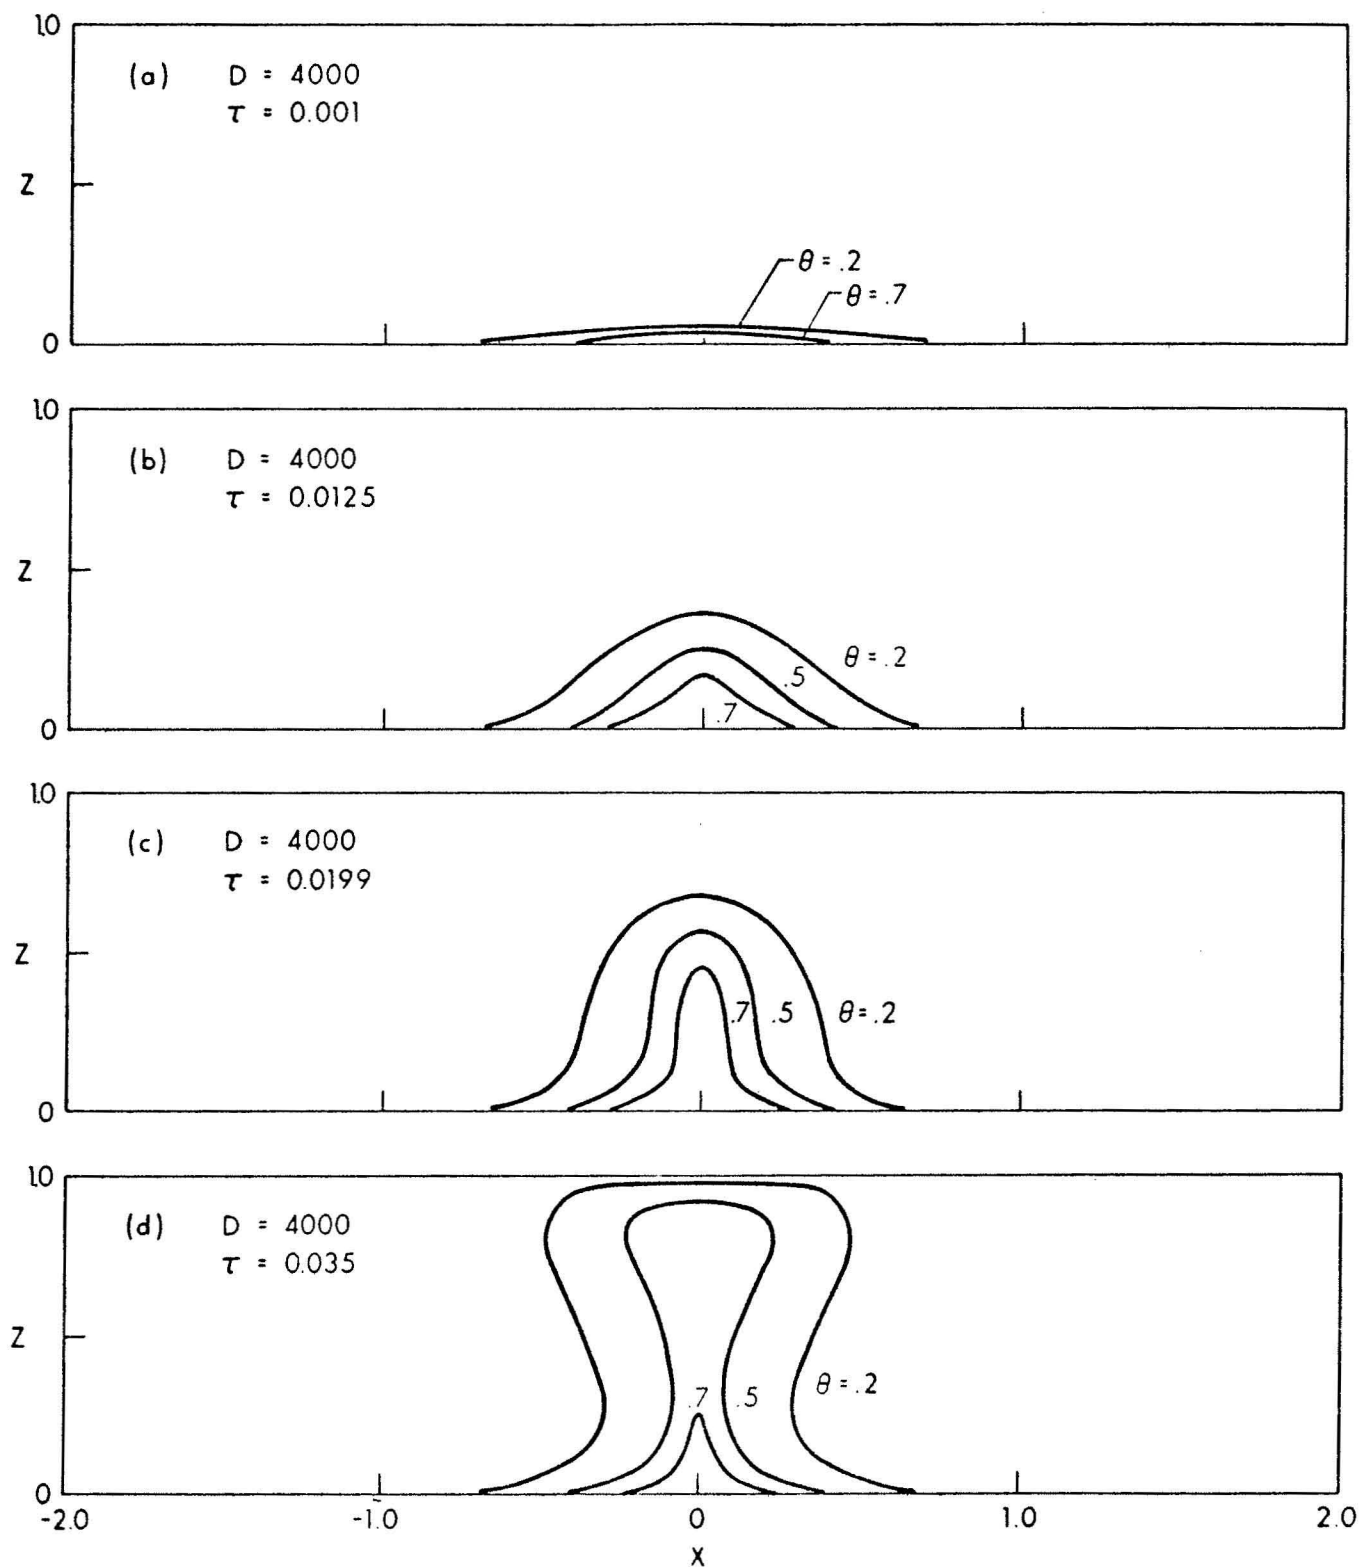 1.0
(a) D = 4000
τ = 0.001
Z
θ = .2
θ = .7
0
1.0
(b) D = 4000
τ = 0.0125
Z
θ = .2
.5
.7
0
1.0
(c) D = 4000
τ = 0.0199
Z
.7 .5 θ = .2
0
1.0
(d) D = 4000
τ = 0.035
Z
.7 .5 θ = .2
0
-2.0 -1.0 0 1.0 2.0
X